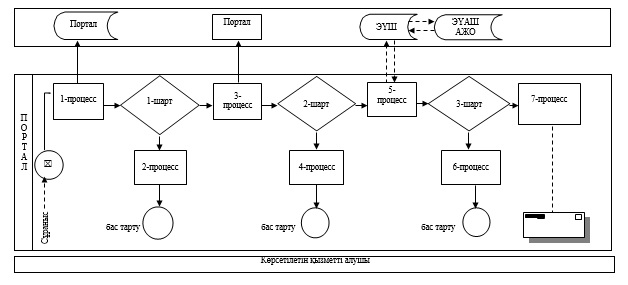 Портал
Портал
ЭҮШ
ЭҮАШ
АЖО
ПОРТАЛ
1-процесс
1-шарт
3-
процесс
2-шарт
5-
процесс
3-шарт
7-процесс
2-процесс
4-процесс
6-процесс
Сұраныс
бас тарту
бас тарту
бас тарту
Көрсетілетін қызметті алушы